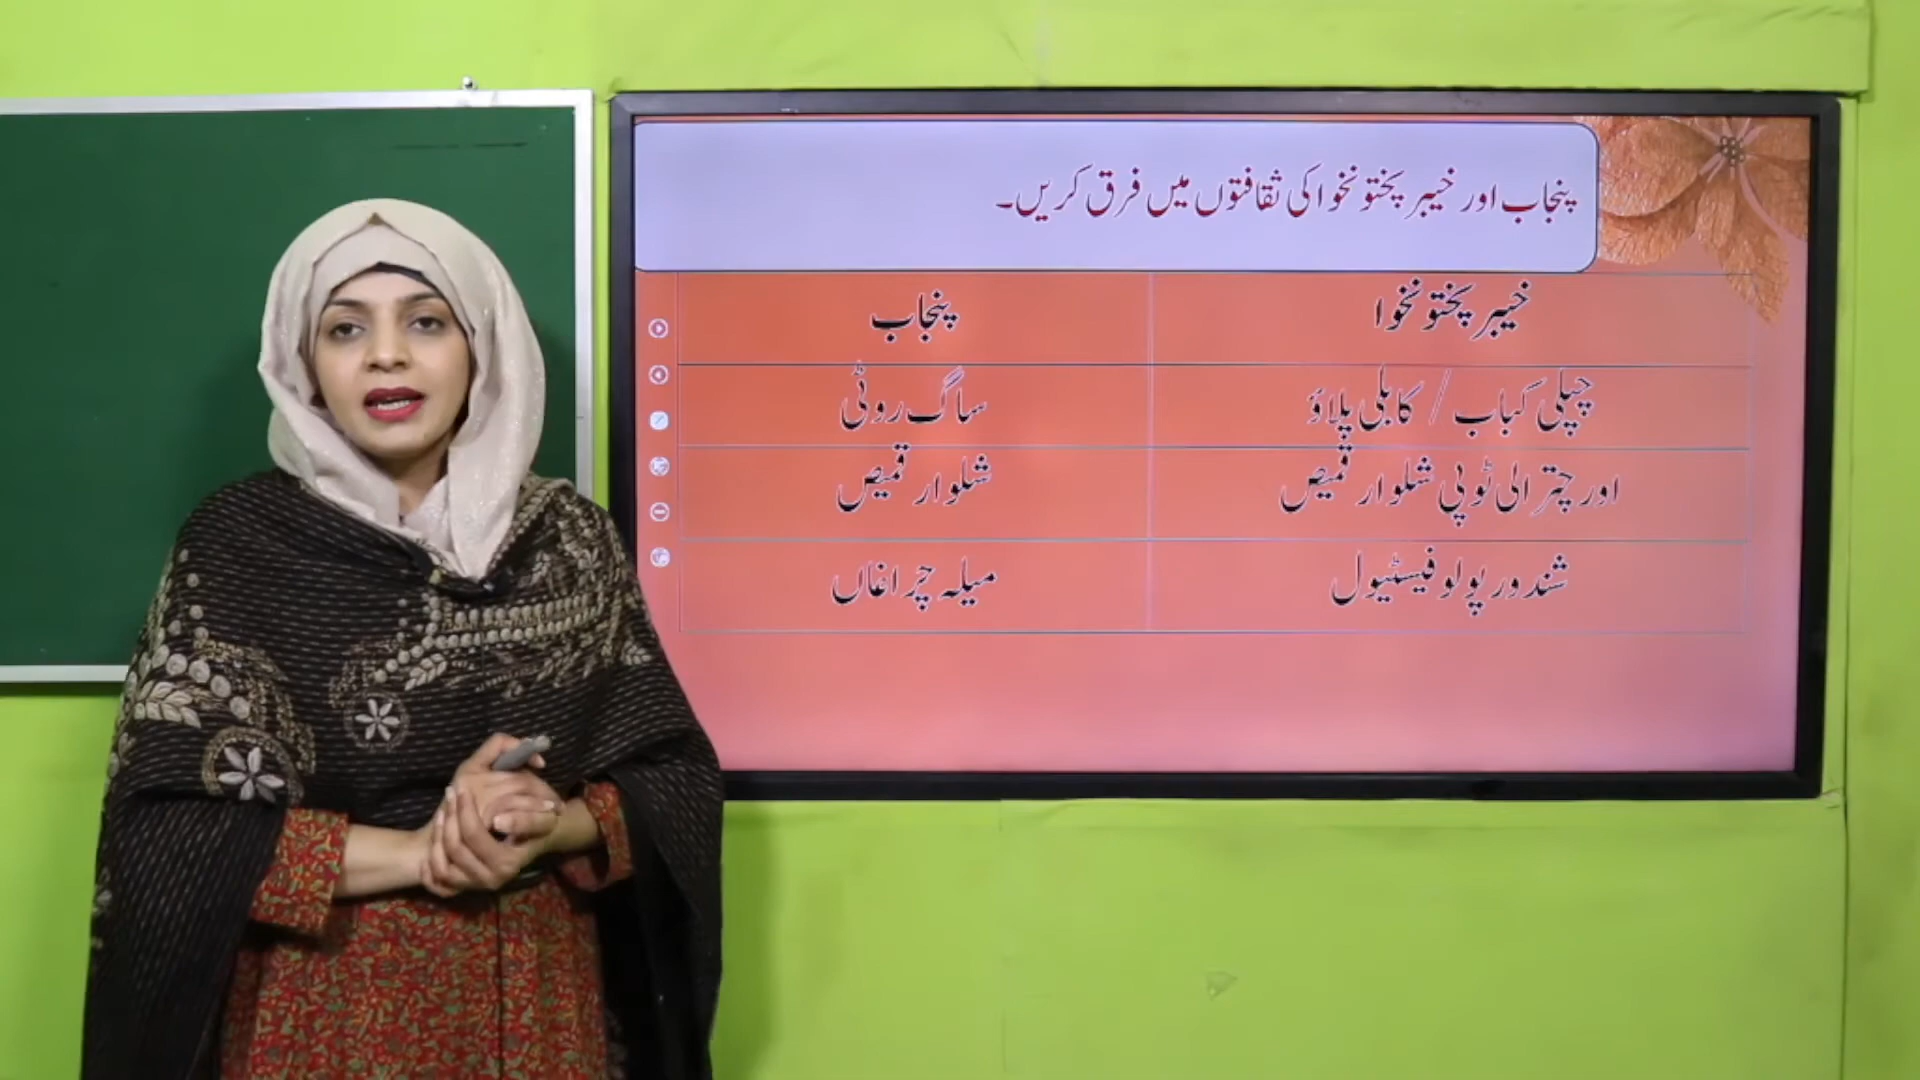 پنجاب اور خیبر پختونخوا کی ثقافتوں میں فرق کریں۔
خیبر پختونخوا پنجاب
چپلی کباب / کابلی پلاؤ ساگ روٹی
اور چترالی ٹوپی شلوار قمیص شلوار قمیص
شندور پولو فیسٹیول میلہ چراغاں